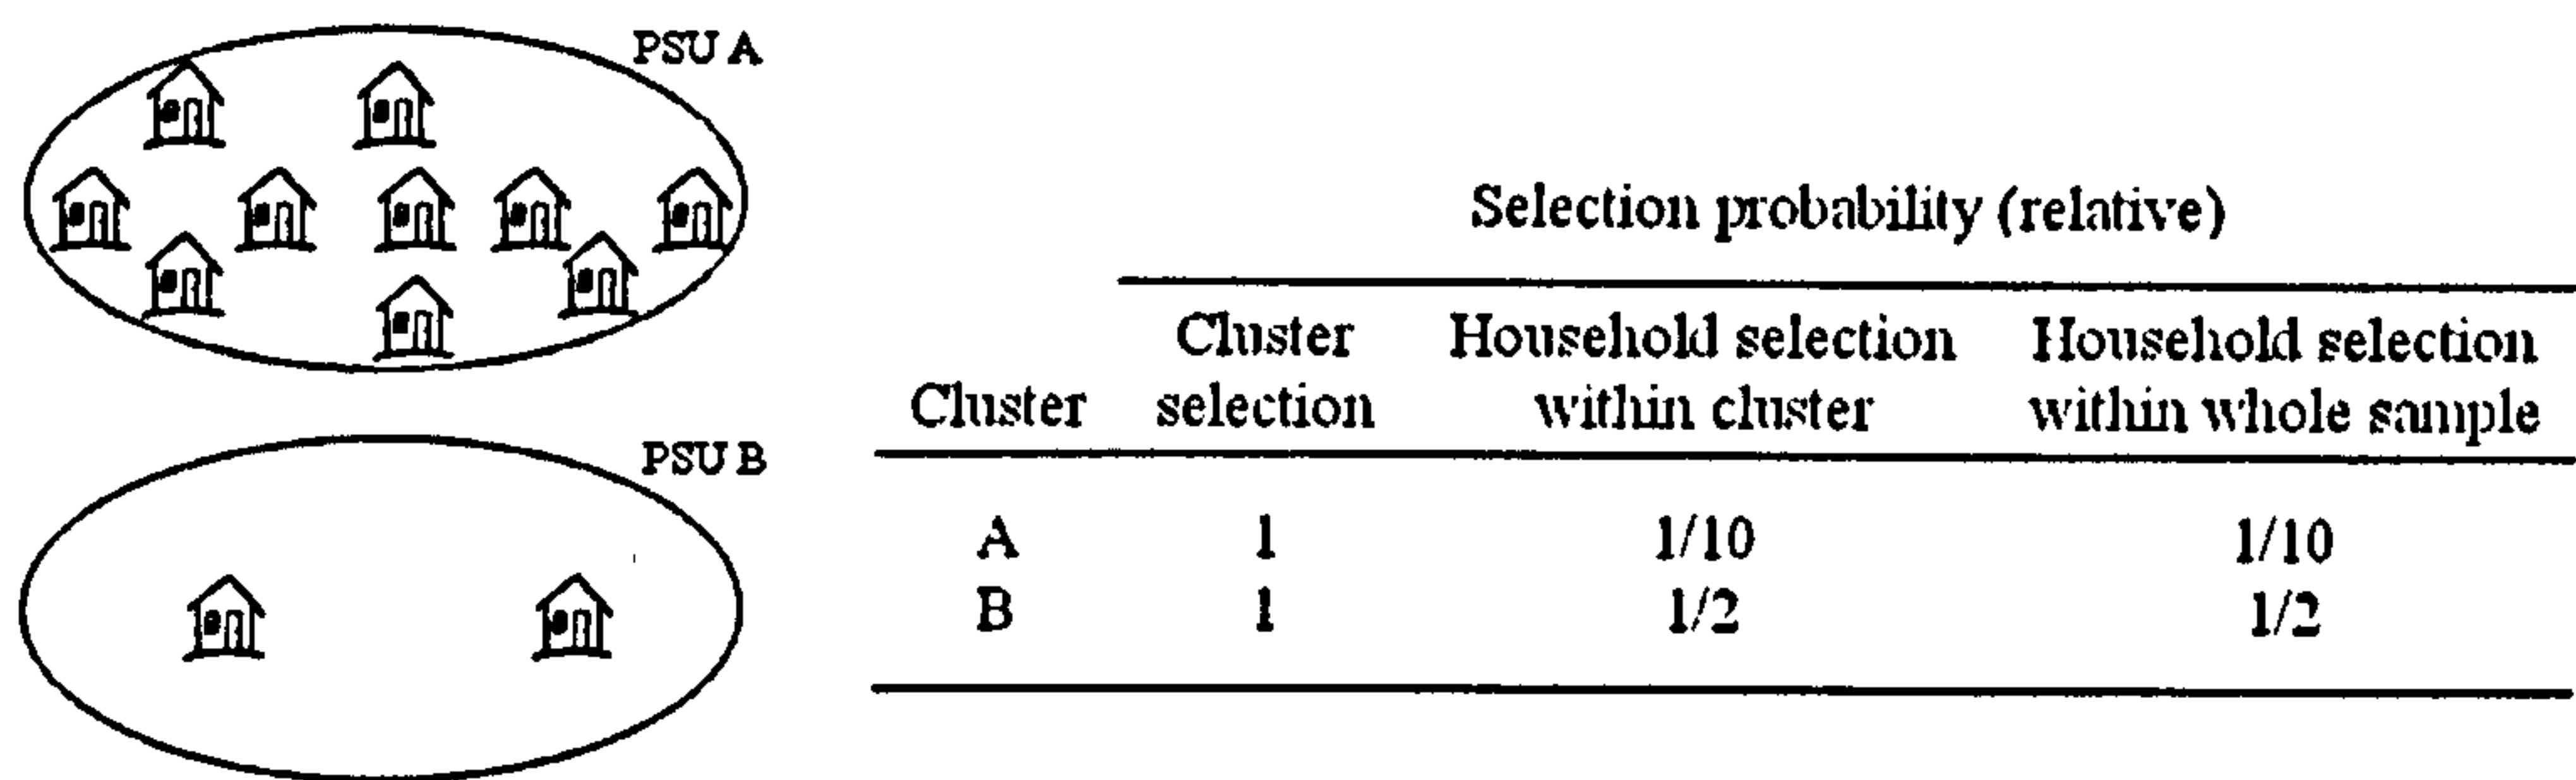 PSU A
PSU B
Selection probability (relative)
Cluster Household selection Household selection
Cluster selection within cluster within whole sample
A 1 1/10 1/10
B 1 1/2 1/2